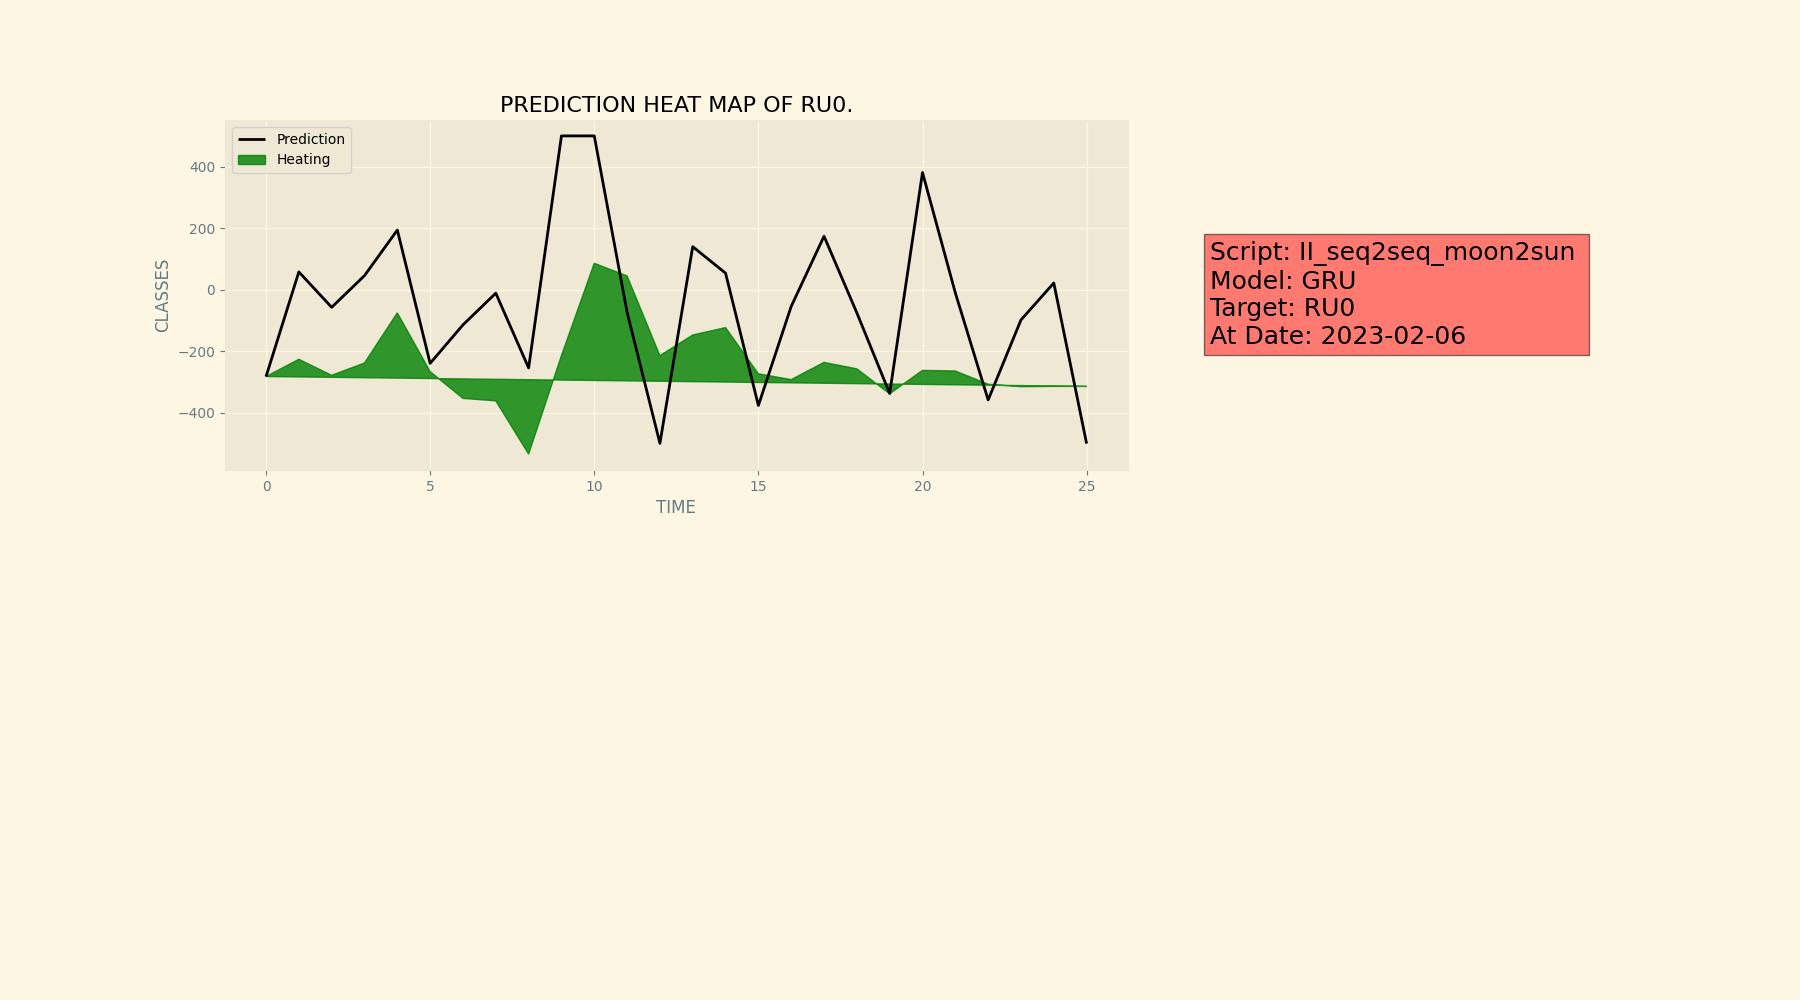 PREDICTION HEAT MAP OF RU0.
Prediction
Heating
400
200
0
−200
−400
CLASSES
0 5 10 15 20 25
TIME
Script: II_seq2seq_moon2sun
Model: GRU
Target: RU0
At Date: 2023-02-06